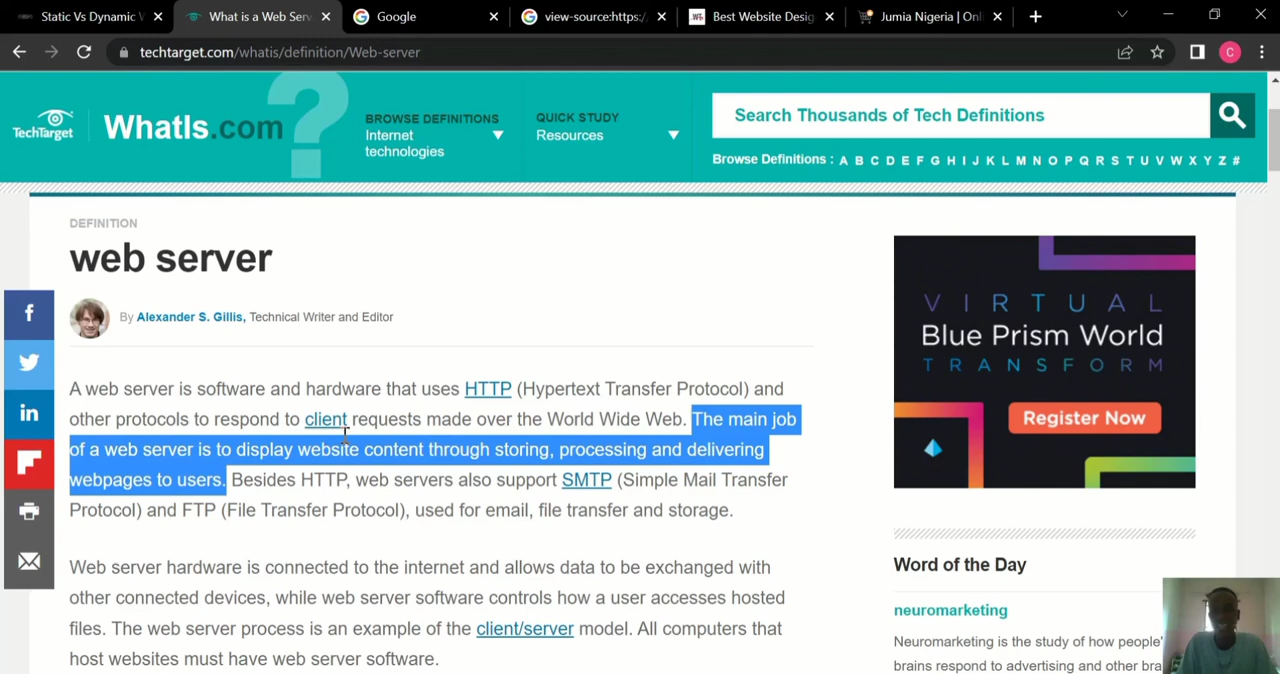 Static Vs Dynamic
What is a Web Serv
Google
view-source:https:/
Best Website Desig
Jumia Nigeria | Onl
techtarget.com/whatis/definition/Web-server
C
TechTarget
WhatIs.com
?
BROWSE DEFINITIONS
Internet
technologies
QUICK STUDY
Resources
Search Thousands of Tech Definitions
Browse Definitions : A B C D E F G H I J K L M N O P Q R S T U V W X Y Z #
DEFINITION
web server
By Alexander S. Gillis, Technical Writer and Editor
A web server is software and hardware that uses HTTP (Hypertext Transfer Protocol) and
other protocols to respond to client requests made over the World Wide Web. The main job
of a web server is to display website content through storing, processing and delivering
webpages to users. Besides HTTP, web servers also support SMTP (Simple Mail Transfer
Protocol) and FTP (File Transfer Protocol), used for email, file transfer and storage.
Web server hardware is connected to the internet and allows data to be exchanged with
other connected devices, while web server software controls how a user accesses hosted
files. The web server process is an example of the client/server model. All computers that
host websites must have web server software.
VIRTUAL
Blue Prism World
TRANSFORM
Register Now
Word of the Day
neuromarketing
Neuromarketing is the study of how people'
brains respond to advertising and other bra